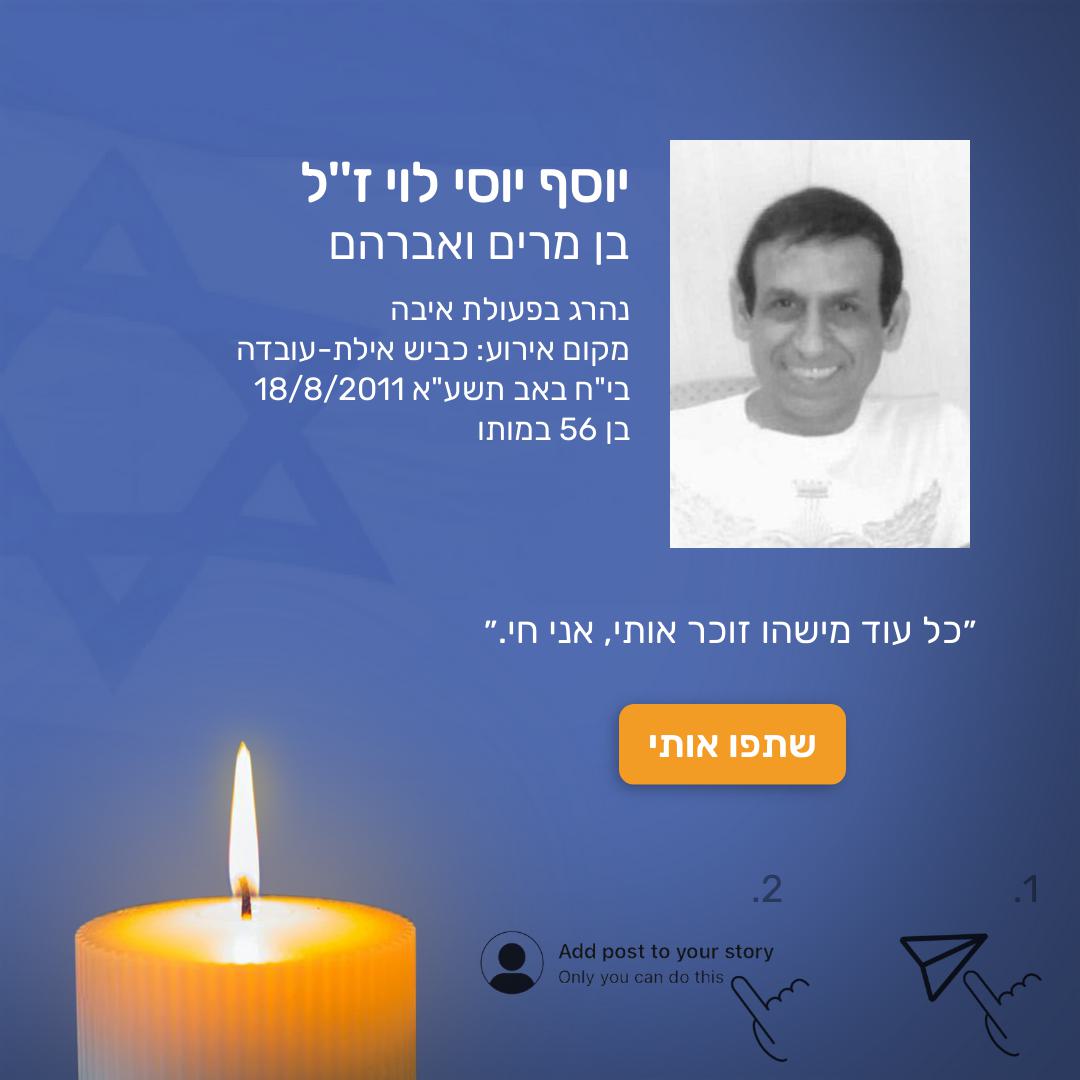 יוסף יוסי לוי ז"ל
בן מרים ואברהם
נהרג בפעולת איבה
מקום אירוע: כביש אילת-עובדה
בי"ח באב תשע"א 18/8/2011
בן 56 במותו
"כל עוד מישהו זוכר אותי, אני חי."
שתפו אותי
1.
2.
Add post to your story
Only you can do this